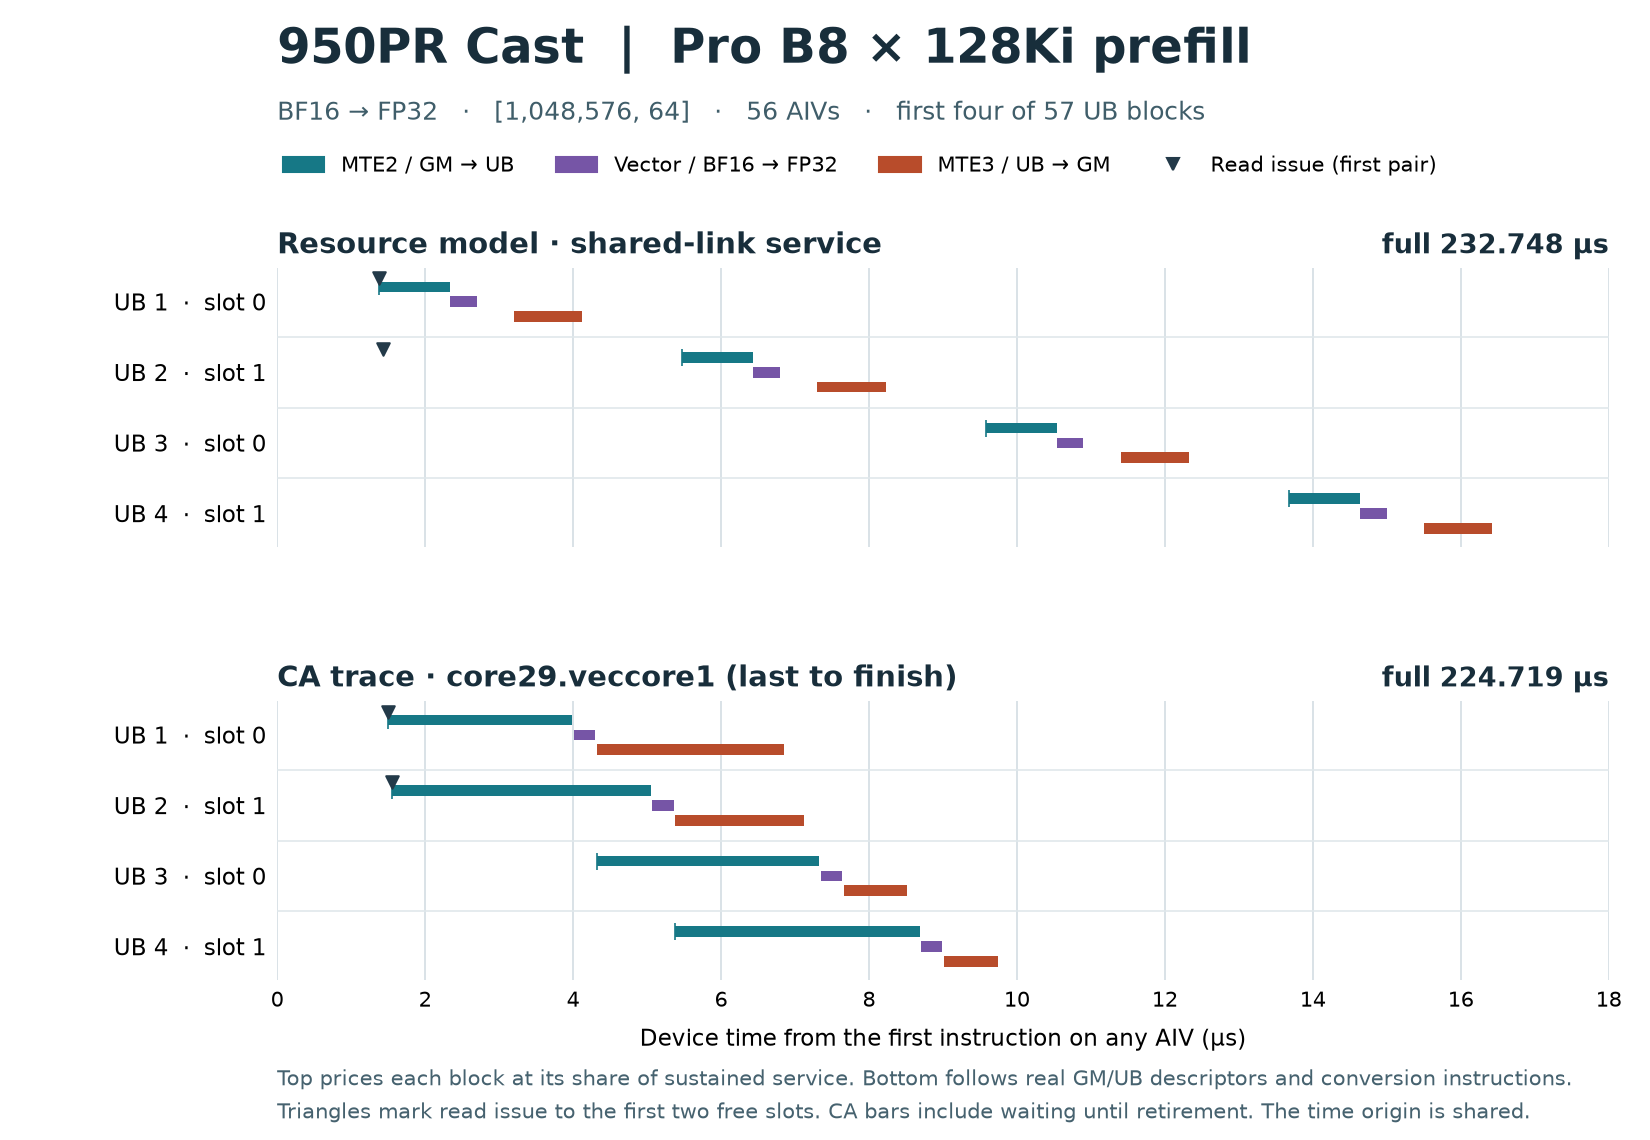 950PR Cast | Pro B8 × 128Ki prefill
BF16 → FP32 · [1,048,576, 64] · 56 AIVs · first four of 57 UB blocks
MTE2 / GM → UB Vector / BF16 → FP32 MTE3 / UB → GM Read issue (first pair)
Resource model · shared-link service full 232.748 µs
UB 1 · slot 0
UB 2 · slot 1
UB 3 · slot 0
UB 4 · slot 1
CA trace · core29.veccore1 (last to finish) full 224.719 µs
UB 1 · slot 0
UB 2 · slot 1
UB 3 · slot 0
UB 4 · slot 1
0 2 4 6 8 10 12 14 16 18
Device time from the first instruction on any AIV (µs)
Top prices each block at its share of sustained service. Bottom follows real GM/UB descriptors and conversion instructions.
Triangles mark read issue to the first two free slots. CA bars include waiting until retirement. The time origin is shared.